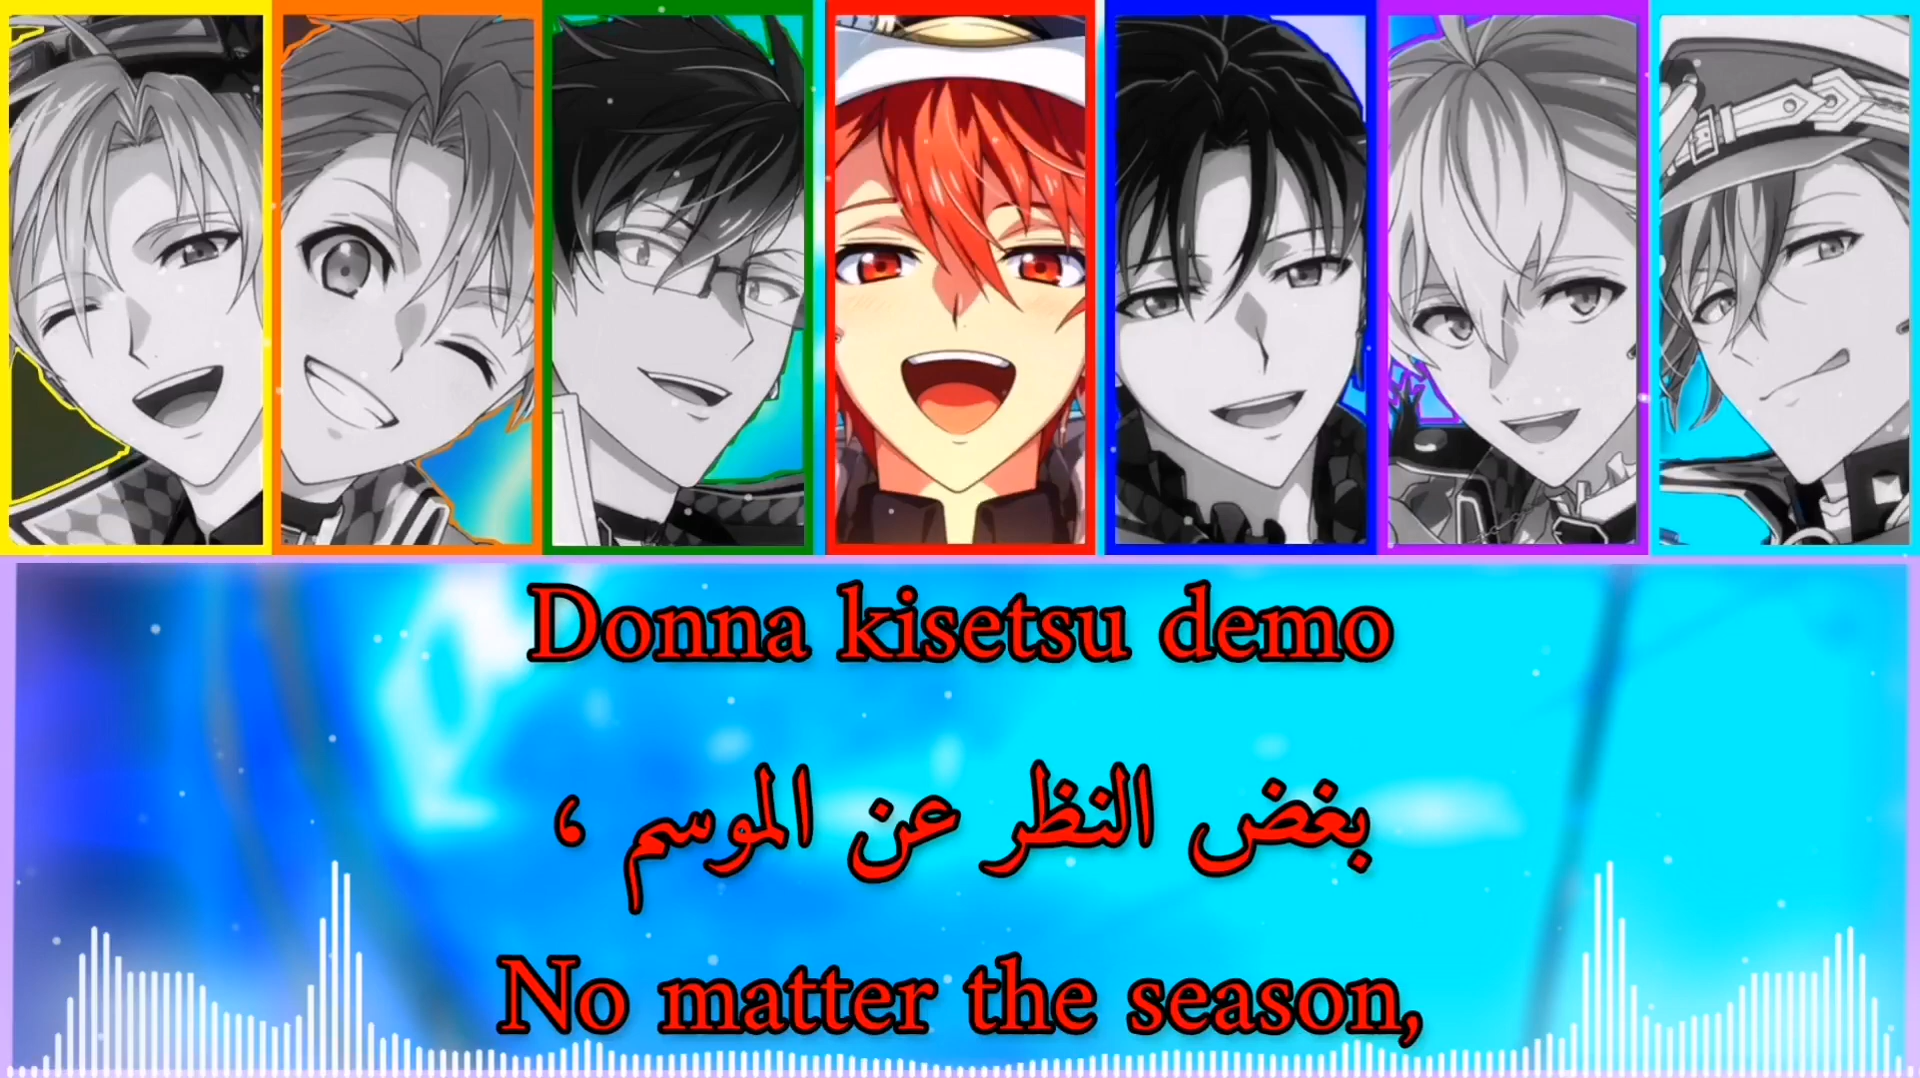 Donna kisetsu demo
بغض النظر عن الموسم ،
No matter the season,